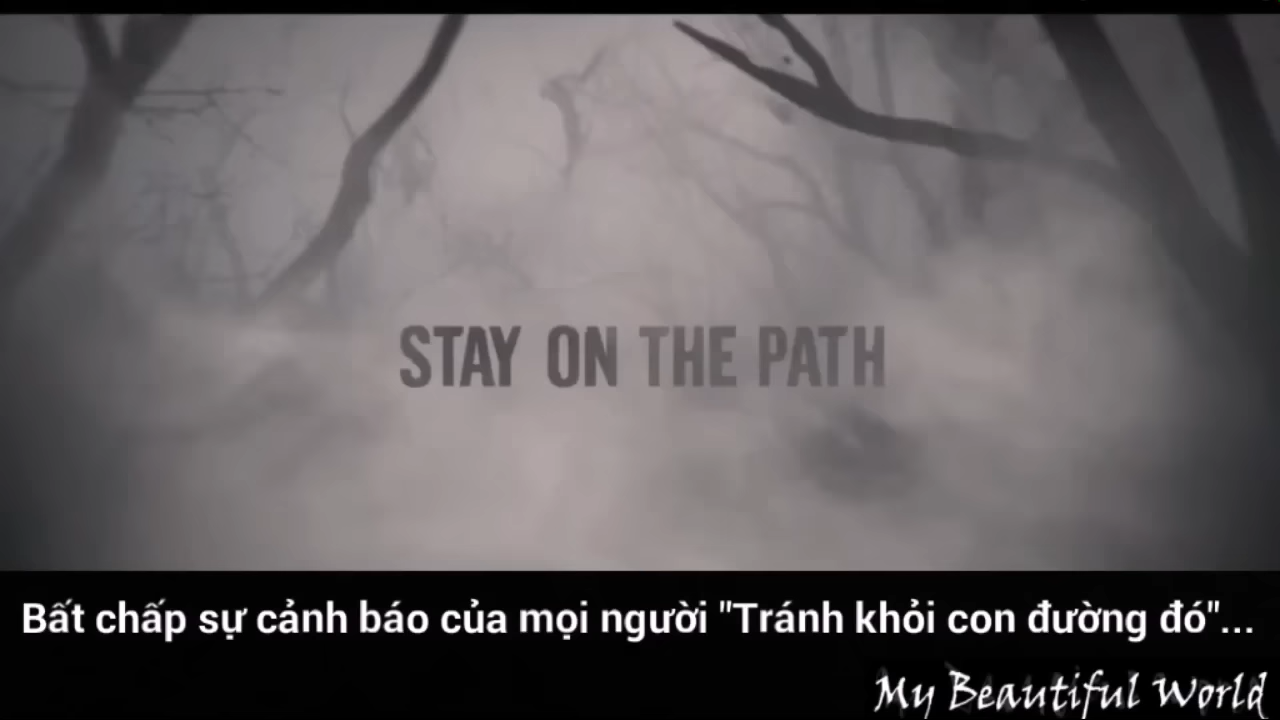 STAY ON THE PATH
Bất chấp sự cảnh báo của mọi người "Tránh khỏi con đường đó"...
My Beautiful World